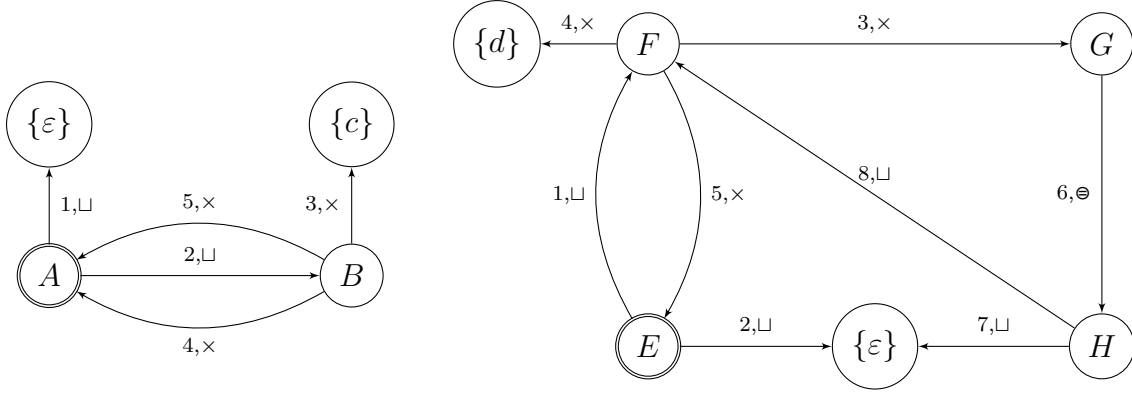 {ε}
{c}
1,⊔
3,×
5,×
2,⊔
A
B
4,×
{d}
4,×
F
3,×
G
1,⊔
5,×
8,⊔
6,⊜
E
2,⊔
{ε}
7,⊔
H